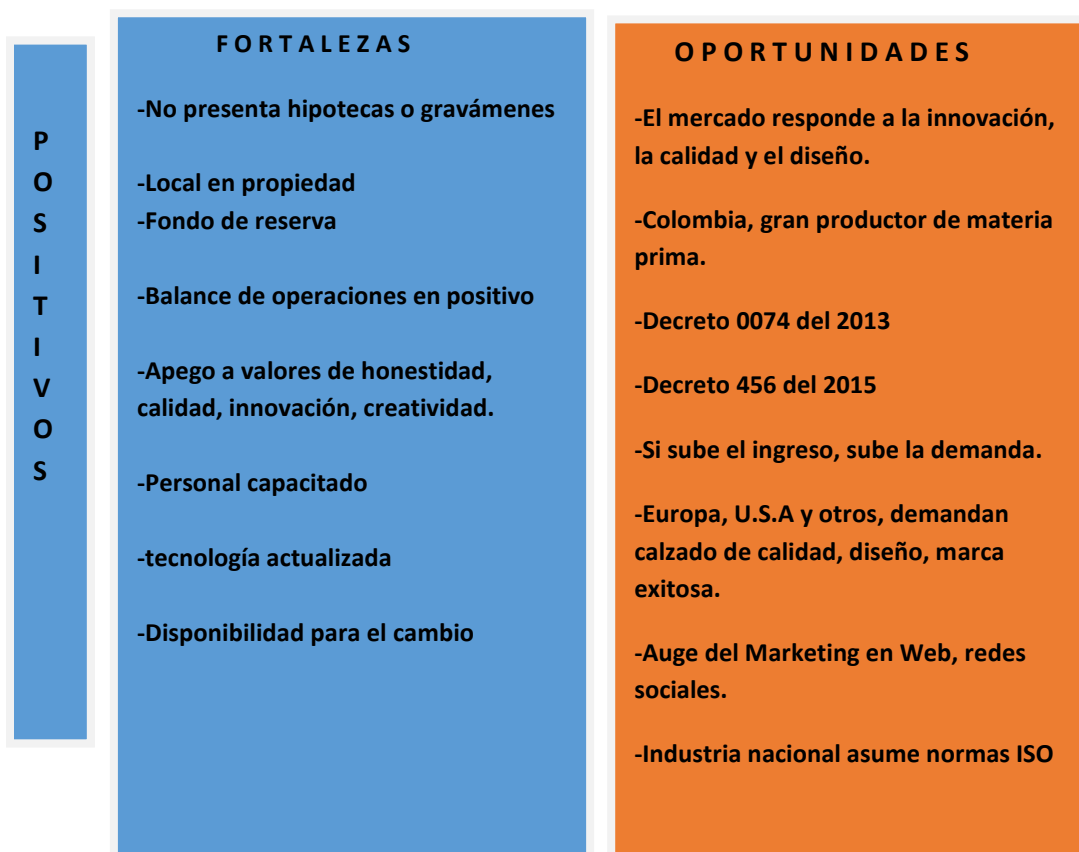 POSITIVOS
FORTALEZAS
-No presenta hipotecas o gravámenes
-Local en propiedad
-Fondo de reserva
-Balance de operaciones en positivo
-Apego a valores de honestidad,
calidad, innovación, creatividad.
-Personal capacitado
-tecnología actualizada
-Disponibilidad para el cambio
OPORTUNIDADES
-El mercado responde a la innovación,
la calidad y el diseño.
-Colombia, gran productor de materia
prima.
-Decreto 0074 del 2013
-Decreto 456 del 2015
-Si sube el ingreso, sube la demanda.
-Europa, U.S.A y otros, demandan
calzado de calidad, diseño, marca
exitosa.
-Auge del Marketing en Web, redes
sociales.
-Industria nacional asume normas ISO